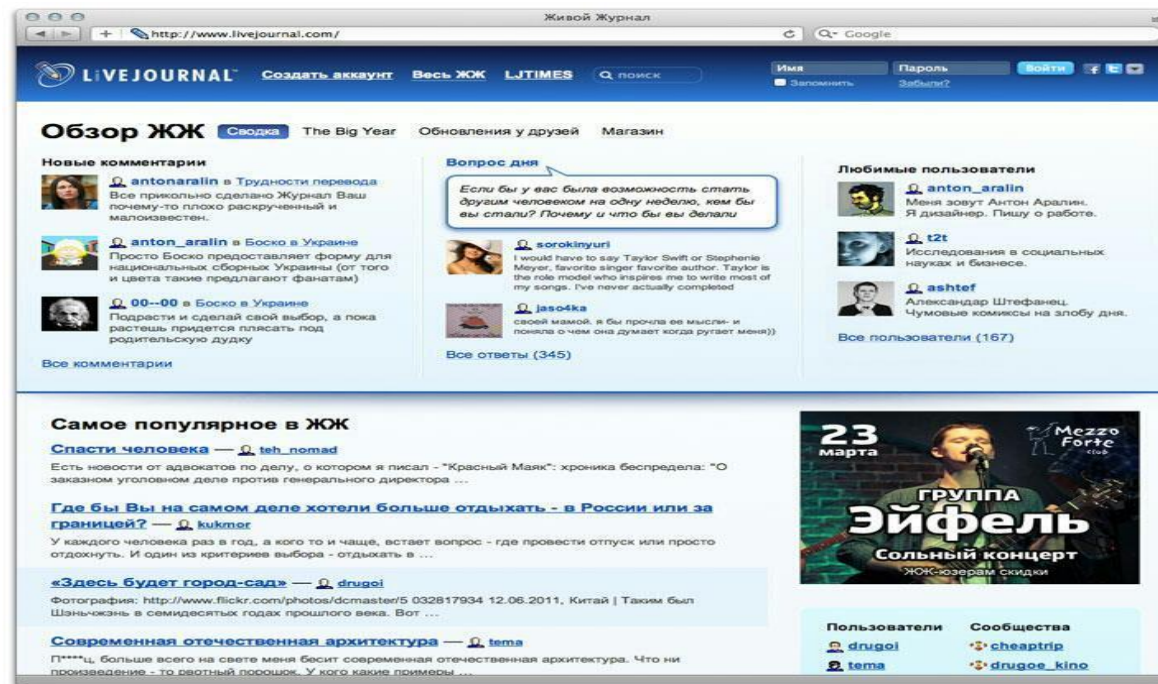 Живой Журнал
http://www.livejournal.com/
Google
LiVEJOURNAL
Создать аккаунт Весь ЖЖ LJTIMES поиск
Имя Пароль Войти
Запомнить Забыли?
Обзор ЖЖ Сводка The Big Year Обновления у друзей Магазин
Новые комментарии
antonaralin в Трудности перевода
Все прикольно сделано Журнал Ваш
почему-то плохо раскрученный и
малоизвестен.
anton_aralin в Боско в Украине
Просто Боско предоставляет форму для
национальных сборных Украины (от того
и цвета такие предлагают фанатам)
00--00 в Боско в Украине
Подрасти и сделай свой выбор, а пока
растешь придется плясать под
родительскую дудку
Все комментарии
Вопрос дня
Если бы у вас была возможность стать
другим человеком на одну неделю, кем бы
вы стали? Почему и что бы вы делали
sorokinyuri
I would have to say Taylor Swift or Stephenie
Meyer, favorite singer favorite author. Taylor is
the role model who inspires me to write most of
my songs. I've never actually completed
jaso4ka
своей мамой. я бы прочла ее мысли- и
поняла о чем она думает когда ругает меня))
Все ответы (345)
Любимые пользователи
anton_aralin
Меня зовут Антон Аралин.
Я дизайнер. Пишу о работе.
t2t
Исследования в социальных
науках и бизнесе.
ashtef
Александар Штефанец.
Чумовые комиксы на злобу дня.
Все пользователи (167)
Самое популярное в ЖЖ
Спасти человека — teh_nomad
Есть новости от адвокатов по делу, о котором я писал - "Красный Маяк": хроника беспредела: "О
заказном уголовном деле против генерального директора ...
Где бы Вы на самом деле хотели больше отдыхать - в России или за
границей? — kukmor
У каждого человека раз в год, а кого то и чаще, встает вопрос - где провести отпуск или просто
отдохнуть. И один из критериев выбора - отдыхать в ...
«Здесь будет город-сад» — drugoi
Фотография: http://www.flickr.com/photos/dcmaster/5 032817934 12.06.2011, Китай | Таким был
Шэньчжэнь в семидесятых годах прошлого века. Вот ...
Современная отечественная архитектура — tema
П****ц, больше всего на свете меня бесит современная отечественная архитектура. Что ни
произведение - то рвотный порошок. У кого какие примеры ...
23
марта
Mezzo
Forte
club
ГРУППА
Эйфель
Сольный концерт
ЖЖ-юзерам скидки
Пользователи Сообщества
drugoi cheaptrip
tema drugoe_kino